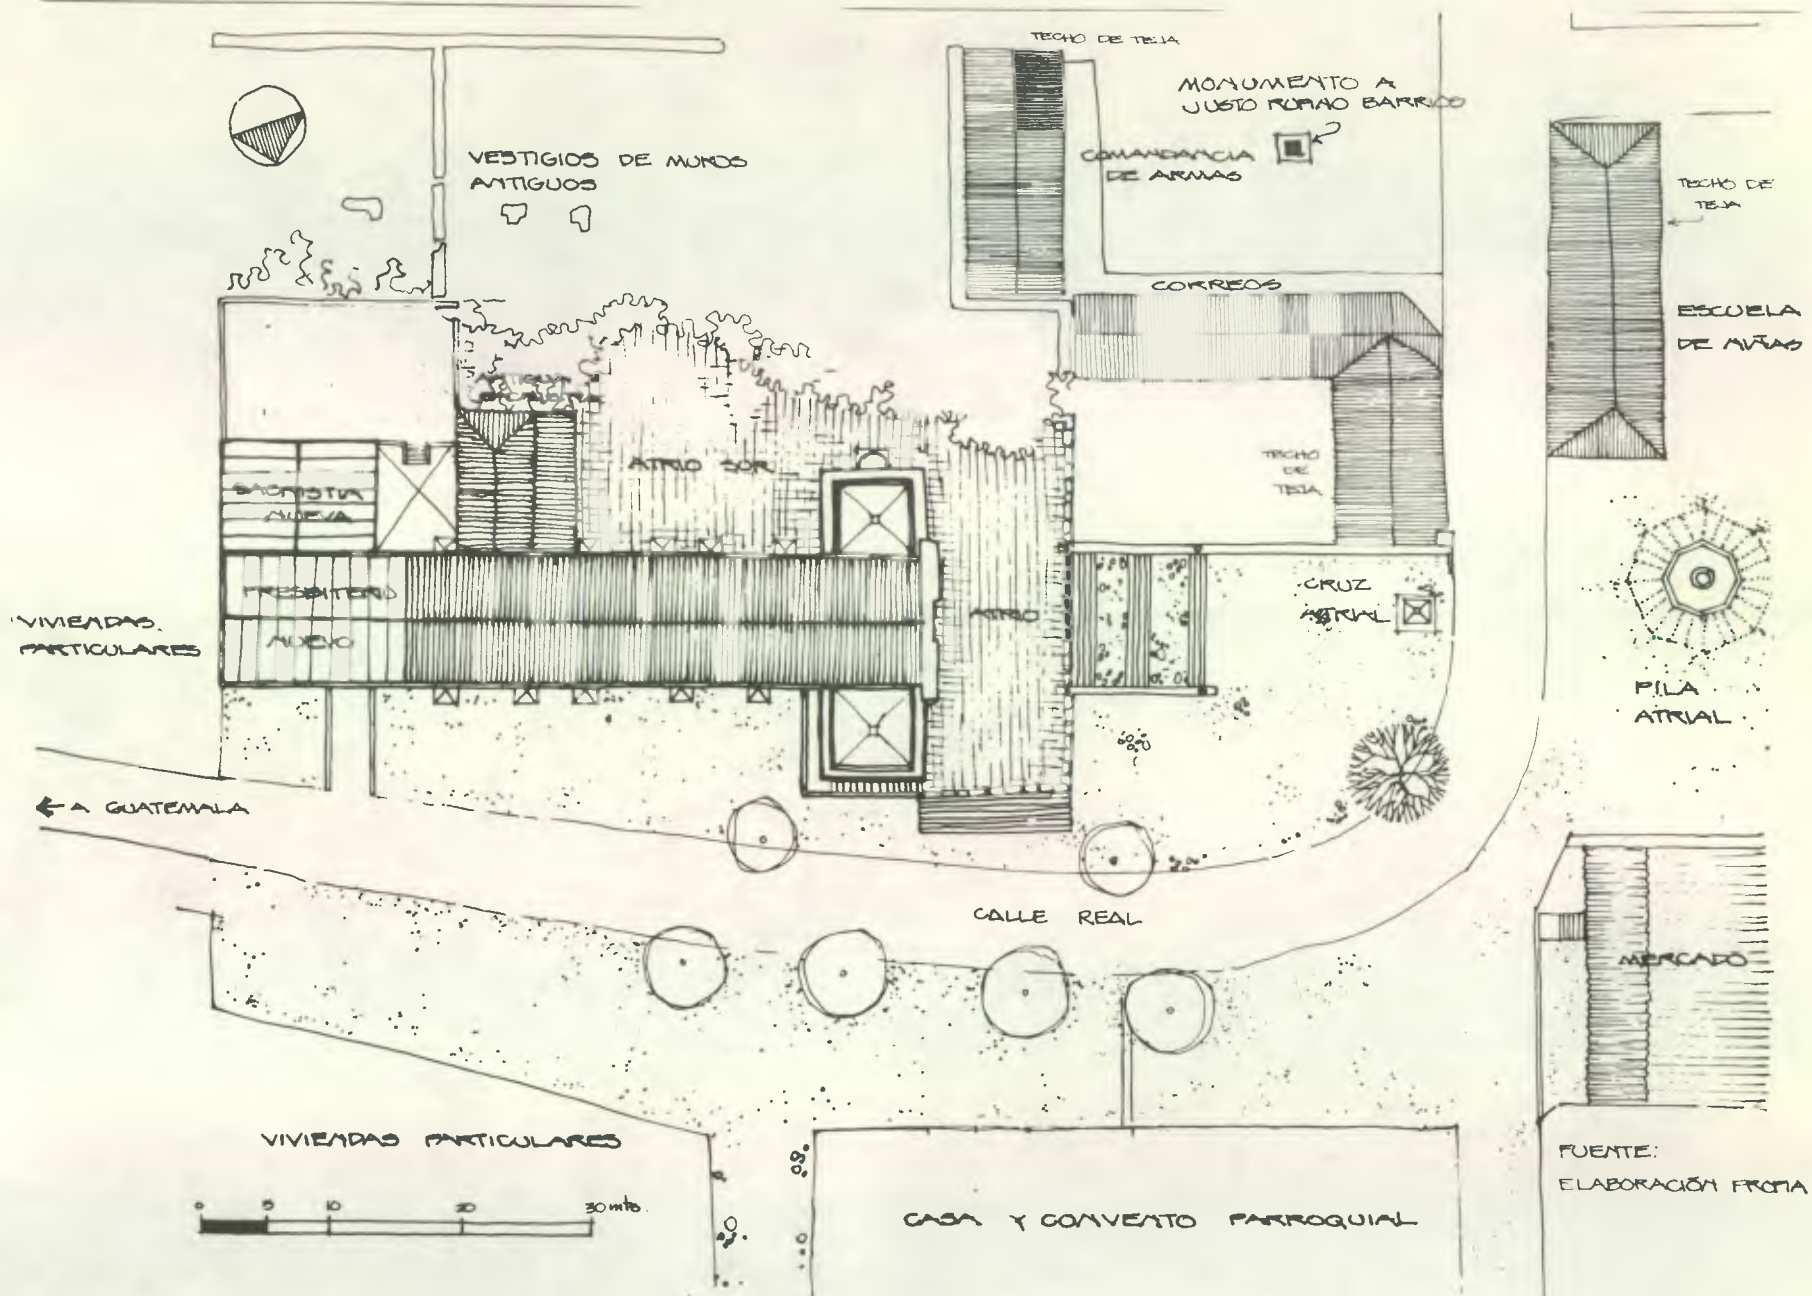 TECHO DE TEJA
MONUMENTO A
JUSTO RUFINO BARRIOS
COMANDANCIA
DE ARMAS
VESTIGIOS DE MUROS
ANTIGUOS
TECHO DE
TEJA
CORREOS
ESCUELA
DE NIÑAS
ANTIGUA
ATRIO SUR
TECHO
DE
TEJA
SACRISTIA
NUEVA
PRESBITERIO
NUEVO
ATRIO
CRUZ
ATRIAL
VIVIENDAS
PARTICULARES
PILA
ATRIAL
← A GUATEMALA
CALLE REAL
MERCADO
VIVIENDAS PARTICULARES
FUENTE:
ELABORACIÓN PROPIA
0 5 10 20 30 mts.
CASA Y CONVENTO PARROQUIAL